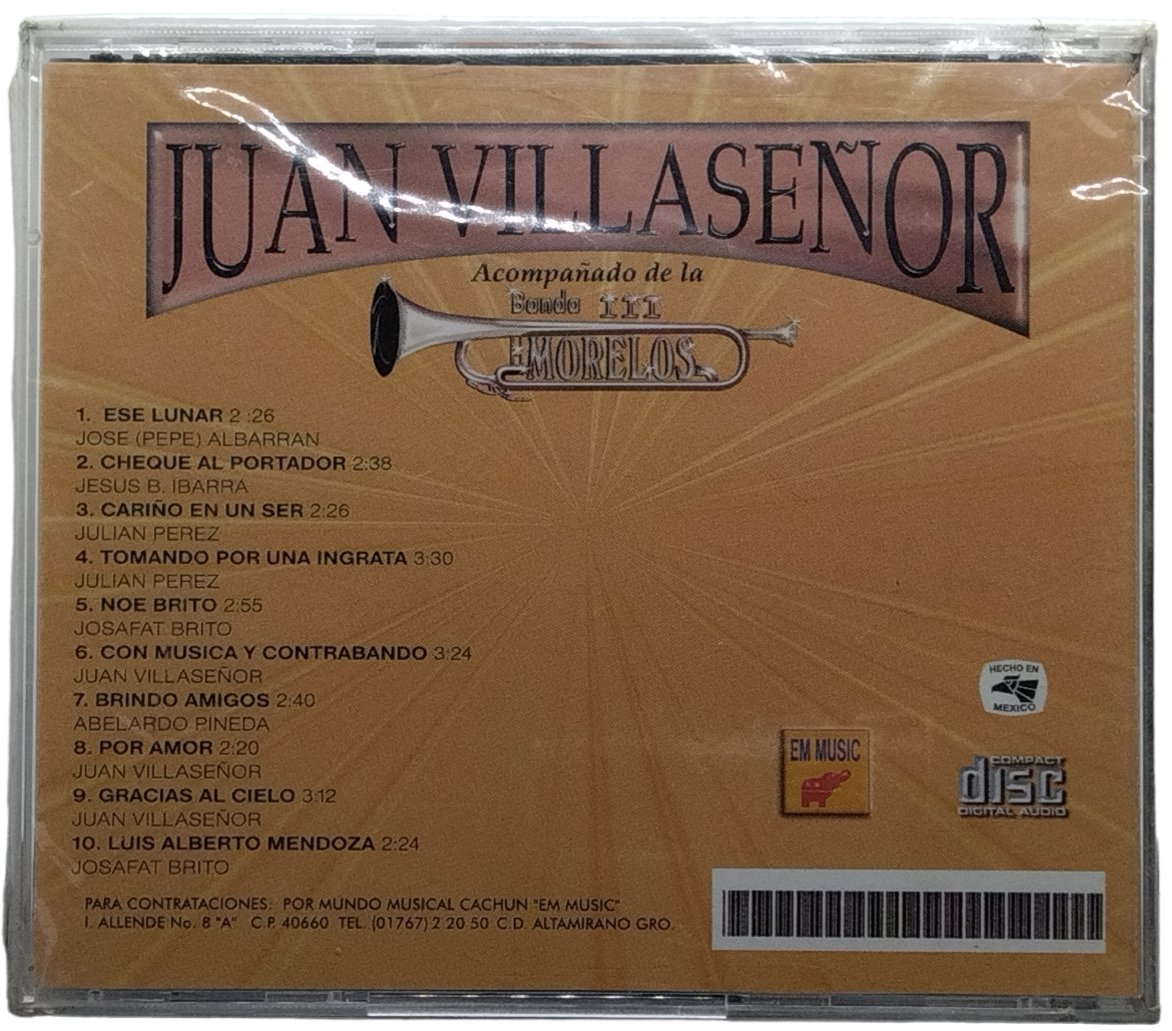 JUAN VILLASEÑOR
Acompañado de la
Banda III
MORELOS
1. ESE LUNAR 2 :26
JOSE (PEPE) ALBARRAN
2. CHEQUE AL PORTADOR 2:38
JESUS B. IBARRA
3. CARIÑO EN UN SER 2:26
JULIAN PEREZ
4. TOMANDO POR UNA INGRATA 3:30
JULIAN PEREZ
5. NOE BRITO 2:55
JOSAFAT BRITO
6. CON MUSICA Y CONTRABANDO 3:24
JUAN VILLASEÑOR
7. BRINDO AMIGOS 2:40
ABELARDO PINEDA
8. POR AMOR 2:20
JUAN VILLASEÑOR
9. GRACIAS AL CIELO 3:12
JUAN VILLASEÑOR
10. LUIS ALBERTO MENDOZA 2:24
JOSAFAT BRITO
HECHO EN
MEXICO
EM MUSIC
COMPACT
disc
DIGITAL AUDIO
PARA CONTRATACIONES: POR MUNDO MUSICAL CACHUN "EM MUSIC"
I. ALLENDE No. 8 "A" C.P. 40660 TEL. (01767) 2 20 50 C.D. ALTAMIRANO GRO.